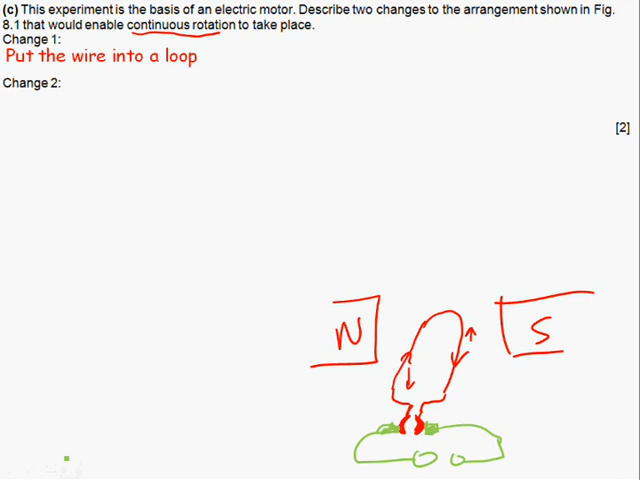 (c) This experiment is the basis of an electric motor. Describe two changes to the arrangement shown in Fig.
8.1 that would enable continuous rotation to take place.
Change 1:
Put the wire into a loop
Change 2:
[2]
N
S